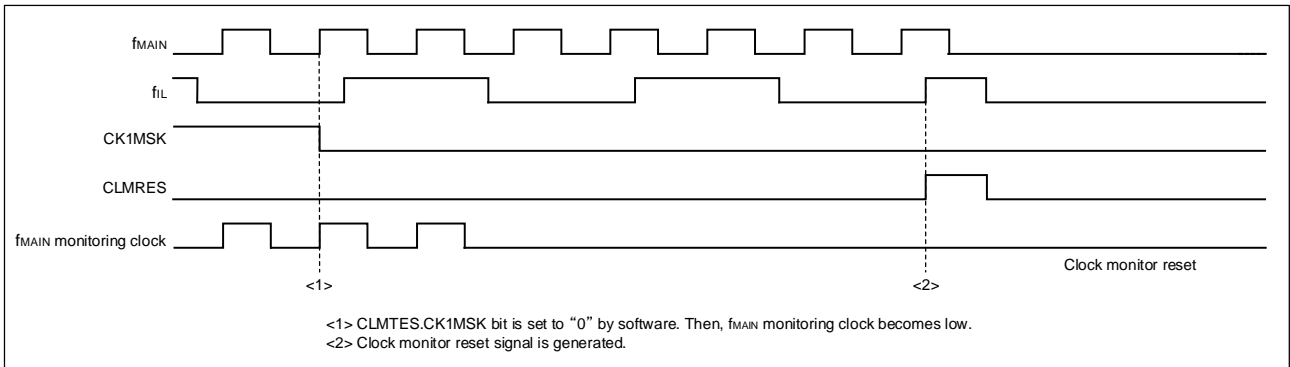 fMAIN
fIL
CK1MSK
CLMRES
fMAIN monitoring clock
Clock monitor reset
<1>
<2>
<1> CLMTES.CK1MSK bit is set to “0” by software. Then, fMAIN monitoring clock becomes low.
<2> Clock monitor reset signal is generated.